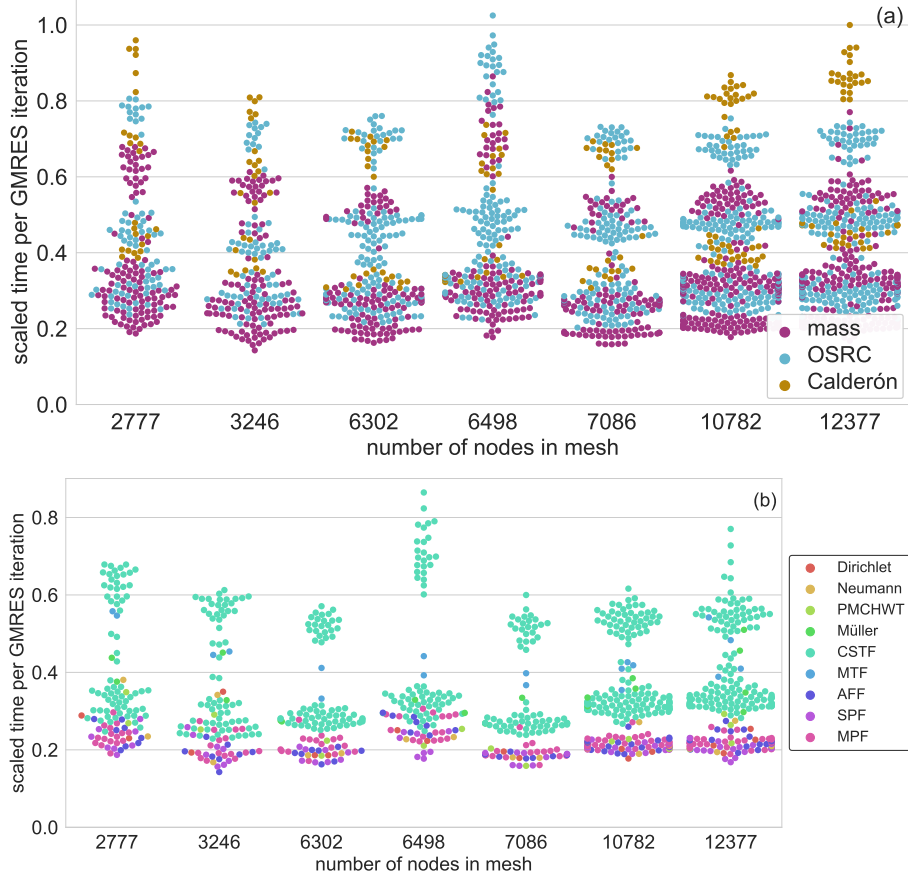 (a)
scaled time per GMRES iteration
1.0
0.8
0.6
0.4
0.2
0.0
mass
OSRC
Calderón
2777 3246 6302 6498 7086 10782 12377
number of nodes in mesh
(b)
scaled time per GMRES iteration
0.8
0.6
0.4
0.2
0.0
Dirichlet
Neumann
PMCHWT
Müller
CSTF
MTF
AFF
SPF
MPF
2777 3246 6302 6498 7086 10782 12377
number of nodes in mesh